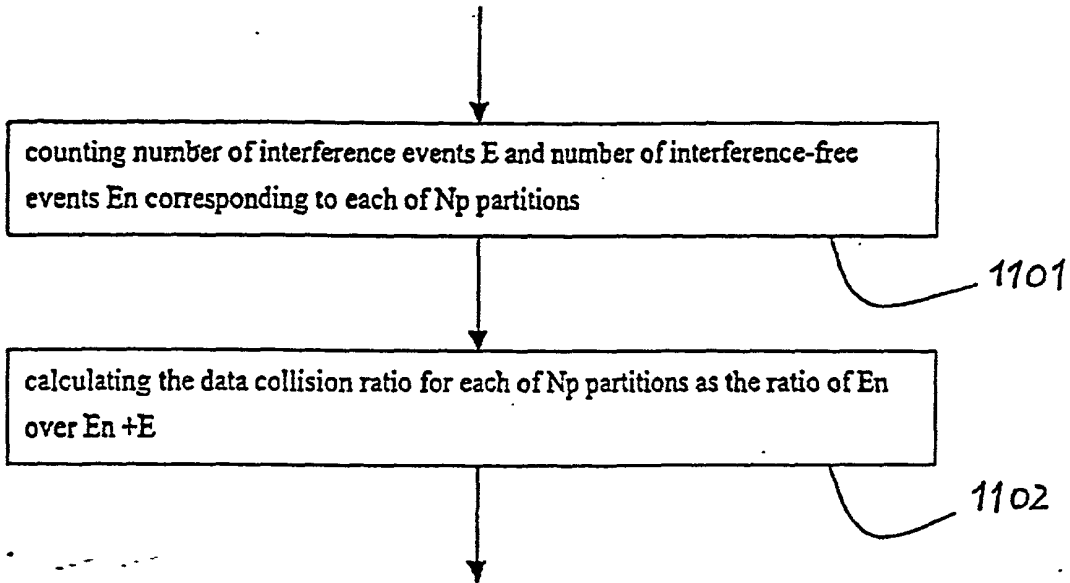 counting number of interference events E and number of interference-free
events En corresponding to each of Np partitions
1101
calculating the data collision ratio for each of Np partitions as the ratio of En
over En +E
1102